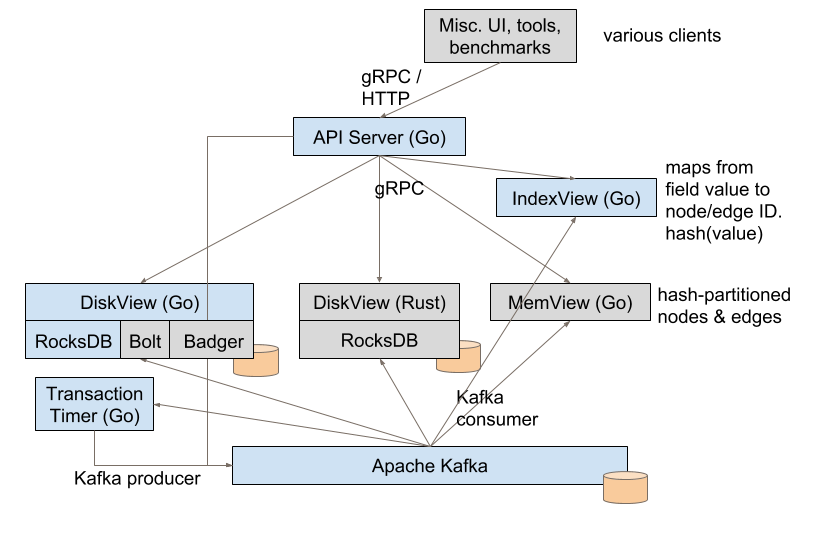 Misc. UI, tools,
benchmarks
various clients
gRPC /
HTTP
API Server (Go)
gRPC
maps from
field value to
node/edge ID.
hash(value)
IndexView (Go)
DiskView (Go)
DiskView (Rust)
MemView (Go)
hash-partitioned
nodes & edges
RocksDB
Bolt
Badger
RocksDB
Transaction
Timer (Go)
Kafka
consumer
Apache Kafka
Kafka producer